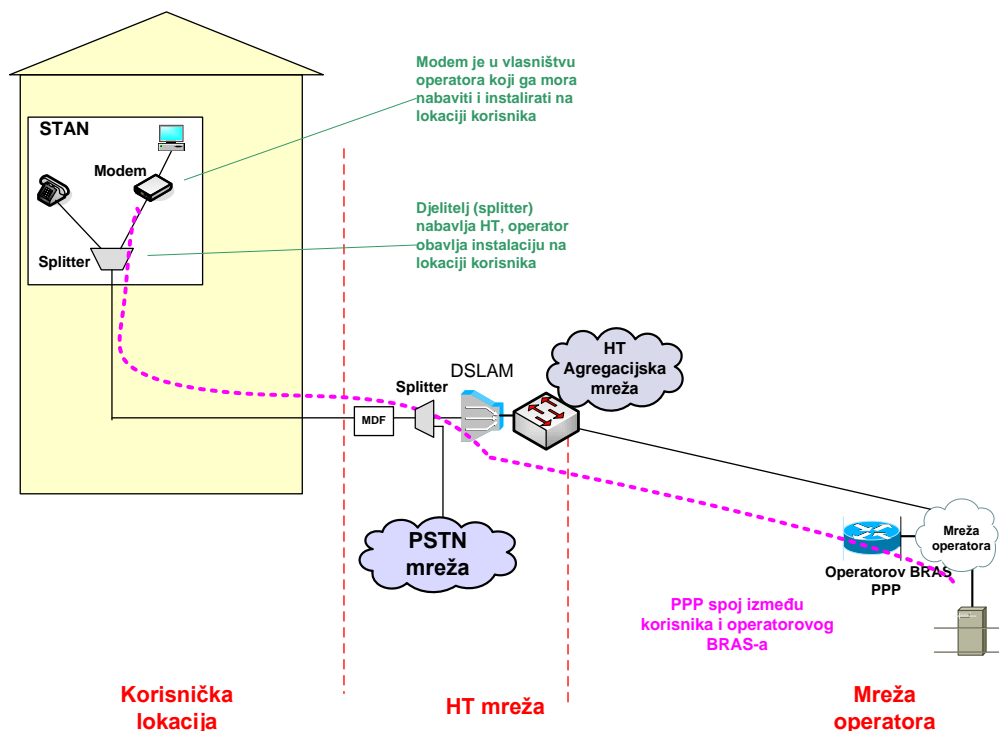 Modem je u vlasništvu
operatora koji ga mora
nabaviti i instalirati na
lokaciji korisnika
STAN
Modem
Djelitelj (splitter)
nabavlja HT, operator
obavlja instalaciju na
lokaciji korisnika
Splitter
HT
Agregacijska
mreža
DSLAM
Splitter
MDF
PSTN
mreža
Mreža
operatora
Operatorov BRAS
PPP
PPP spoj između
korisnika i operatorovog
BRAS-a
Korisnička
lokacija
HT mreža
Mreža
operatora